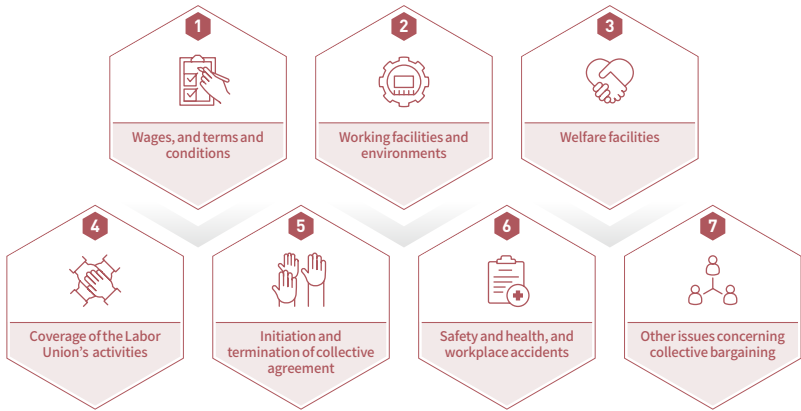 1
Wages, and terms and
conditions
2
Working facilities and
environments
3
Welfare facilities
4
Coverage of the Labor
Union's activities
5
Initiation and
termination of collective
agreement
6
Safety and health, and
workplace accidents
7
Other issues concerning
collective bargaining